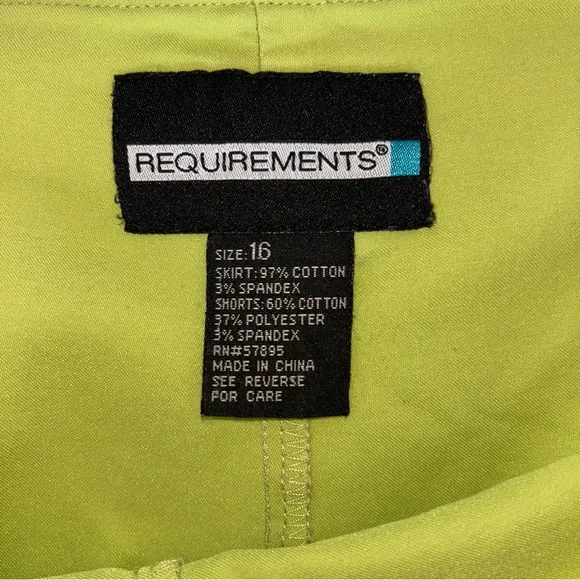 REQUIREMENTS®
SIZE: 16
SKIRT: 97% COTTON
3% SPANDEX
SHORTS: 60% COTTON
37% POLYESTER
3% SPANDEX
RN#57895
MADE IN CHINA
SEE REVERSE
FOR CARE